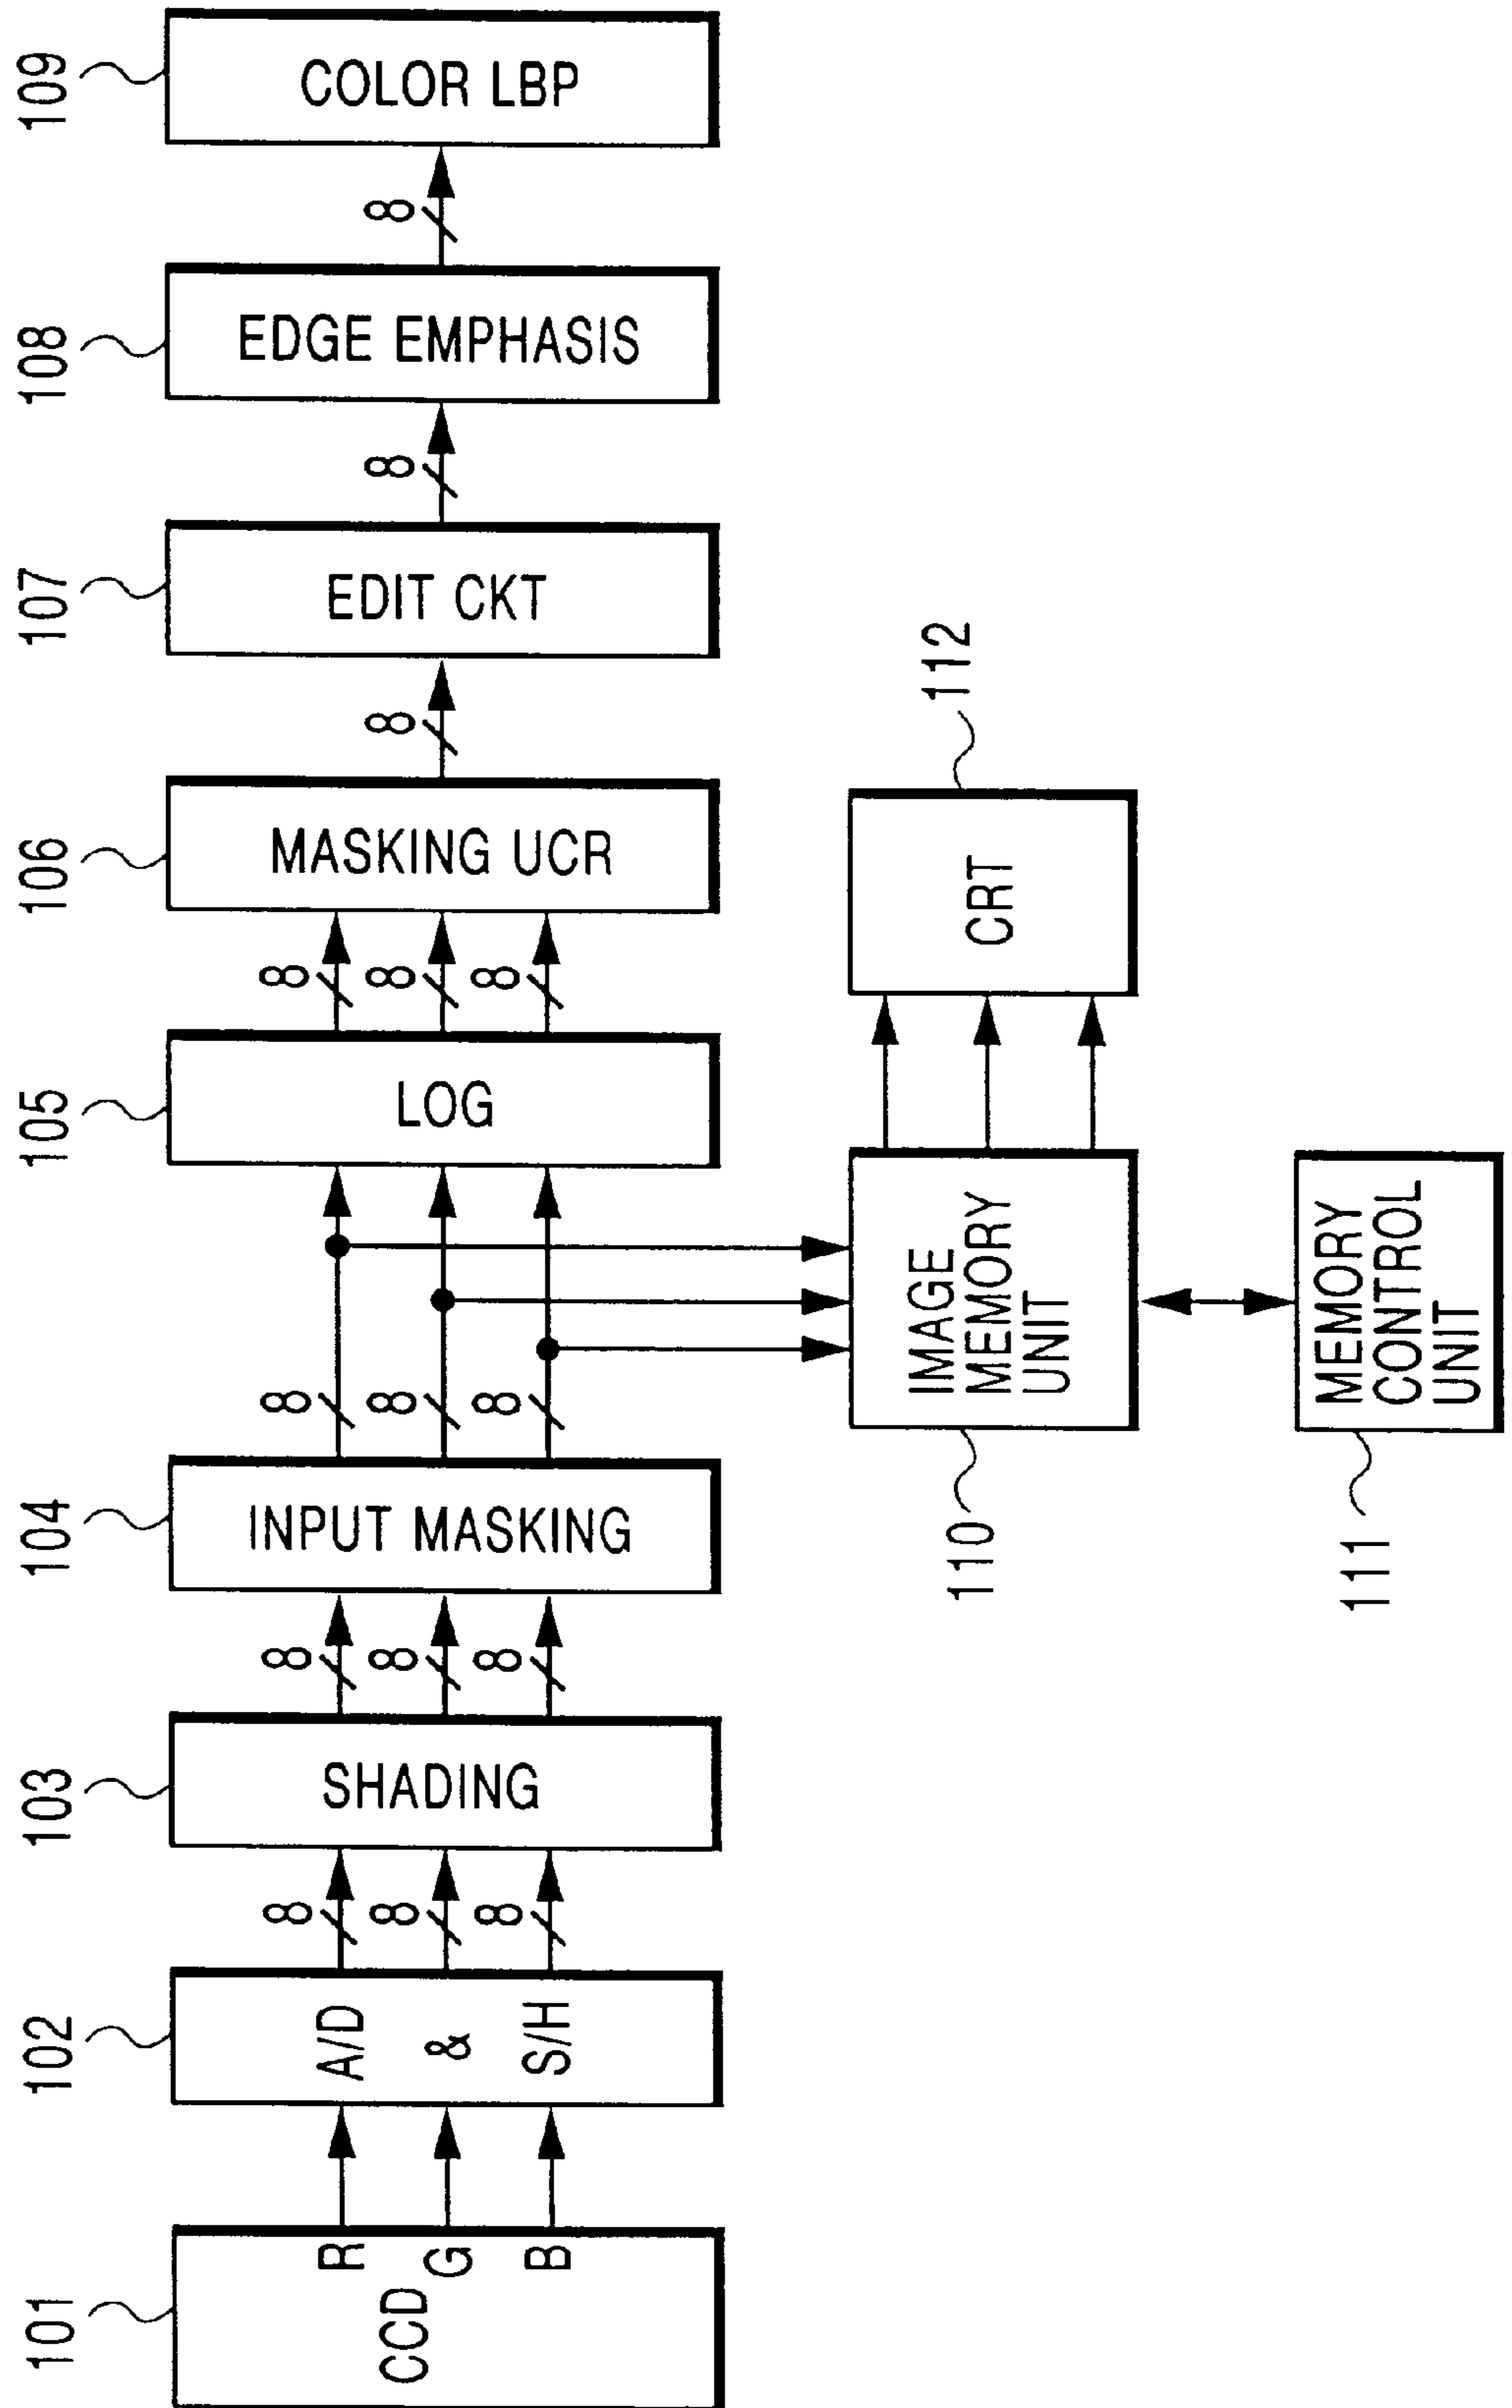 101
CCD
R
G
B
102
A/D
&
S/H
8
8
8
103
SHADING
8
8
8
104
INPUT MASKING
8
8
8
105
LOG
8
8
8
106
MASKING UCR
8
107
EDIT CKT
8
108
EDGE EMPHASIS
8
109
COLOR LBP
110
IMAGE
MEMORY
UNIT
112
CRT
111
MEMORY
CONTROL
UNIT